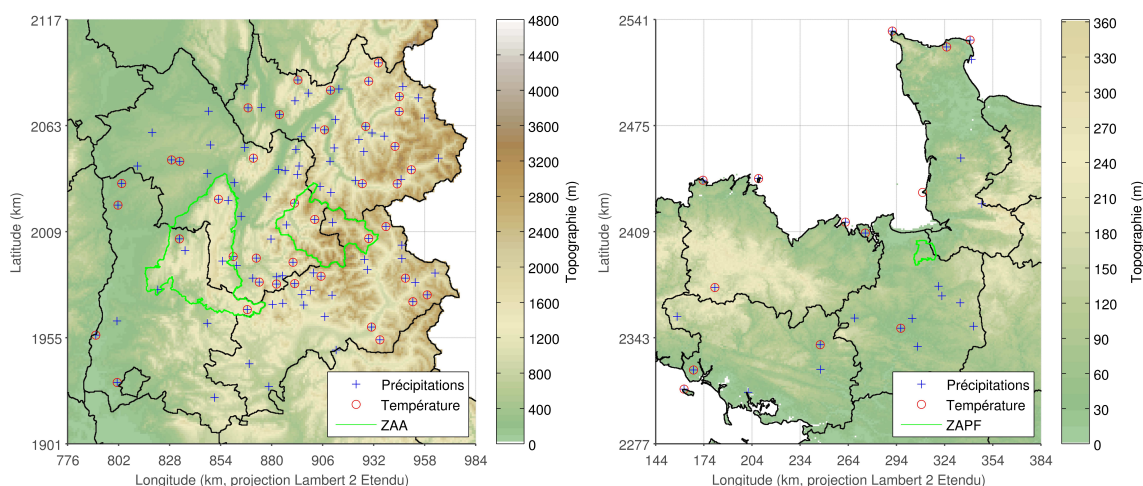 2117
2063
2009
1955
1901
776 802 828 854 880 906 932 958 984
Latitude (km)
Longitude (km, projection Lambert 2 Etendu)
Précipitations
Température
ZAA
4800
4400
4000
3600
3200
2800
2400
2000
1600
1200
800
400
0
Topographie (m)
2541
2475
2409
2343
2277
144 174 204 234 264 294 324 354 384
Latitude (km)
Longitude (km, projection Lambert 2 Etendu)
Précipitations
Température
ZAPF
360
330
300
270
240
210
180
150
120
90
60
30
0
Topographie (m)